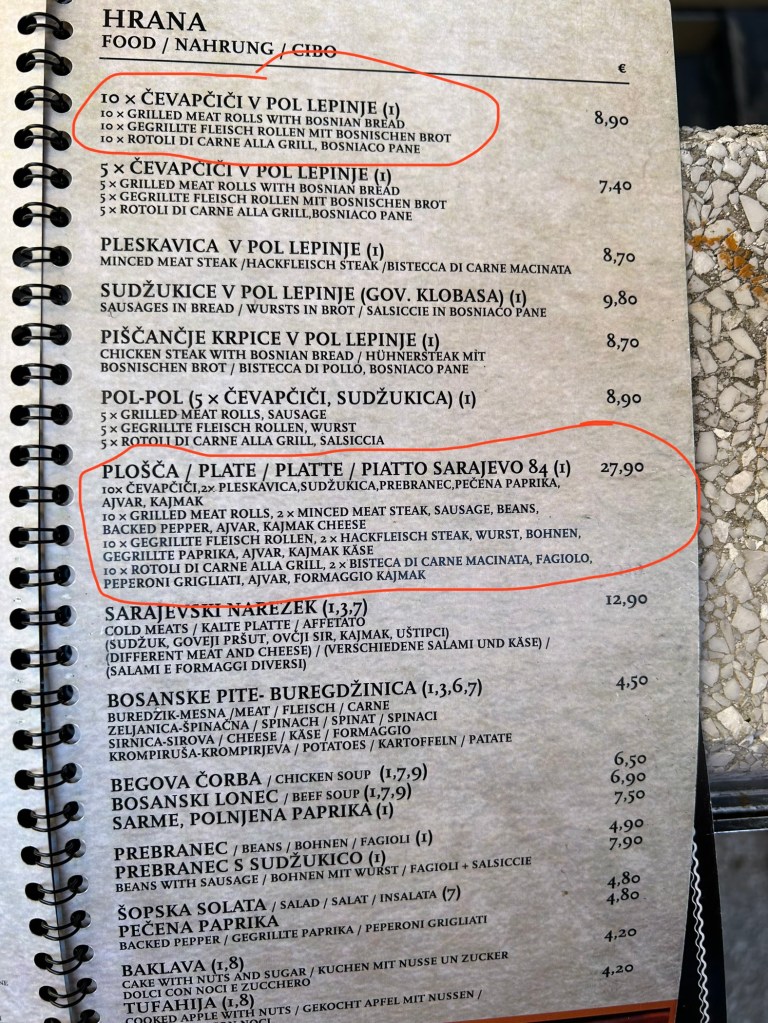 HRANA
FOOD / NAHRUNG / CIBO
€
10 × ČEVAPČIČI V POL LEPINJE (1) 8,90
10 × GRILLED MEAT ROLLS WITH BOSNIAN BREAD
10 × GEGRILLTE FLEISCH ROLLEN MIT BOSNISCHEN BROT
10 × ROTOLI DI CARNE ALLA GRILL, BOSNIACO PANE
5 × ČEVAPČIČI V POL LEPINJE (1) 7,40
5 × GRILLED MEAT ROLLS WITH BOSNIAN BREAD
5 × GEGRILLTE FLEISCH ROLLEN MIT BOSNISCHEN BROT
5 × ROTOLI DI CARNE ALLA GRILL,BOSNIACO PANE
PLESKAVICA V POL LEPINJE (1) 8,70
MINCED MEAT STEAK /HACKFLEISCH STEAK /BISTECCA DI CARNE MACINATA
SUDŽUKICE V POL LEPINJE (GOV. KLOBASA) (1) 9,80
SAUSAGES IN BREAD / WURSTS IN BROT / SALSICCIE IN BOSNIACO PANE
PIŠČANČJE KRPICE V POL LEPINJE (1) 8,70
CHICKEN STEAK WITH BOSNIAN BREAD / HÜHNERSTEAK MIT
BOSNISCHEN BROT / BISTECCA DI POLLO, BOSNIACO PANE
POL-POL (5 × ČEVAPČIČI, SUDŽUKICA) (1) 8,90
5 × GRILLED MEAT ROLLS, SAUSAGE
5 × GEGRILLTE FLEISCH ROLLEN, WURST
5 × ROTOLI DI CARNE ALLA GRILL, SALSICCIA
PLOŠČA / PLATE / PLATTE / PIATTO SARAJEVO 84 (1) 27,90
10× ČEVAPČIČI,2× PLESKAVICA,SUDŽUKICA,PREBRANEC,PEČENA PAPRIKA,
AJVAR, KAJMAK
10 × GRILLED MEAT ROLLS, 2 × MINCED MEAT STEAK, SAUSAGE, BEANS,
BACKED PEPPER, AJVAR, KAJMAK CHEESE
10 × GEGRILLTE FLEISCH ROLLEN, 2 × HACKFLEISCH STEAK, WURST, BOHNEN,
GEGRILLTE PAPRIKA, AJVAR, KAJMAK KÄSE
10 × ROTOLI DI CARNE ALLA GRILL, 2 × BISTECA DI CARNE MACINATA, FAGIOLO,
PEPERONI GRIGLIATI, AJVAR, FORMAGGIO KAJMAK
SARAJEVSKI NAREZEK (1,3,7) 12,90
COLD MEATS / KALTE PLATTE / AFFETATO
(SUDŽUK, GOVEJI PRŠUT, OVČJI SIR, KAJMAK, UŠTIPCI)
(DIFFERENT MEAT AND CHEESE) / (VERSCHIEDENE SALAMI UND KÄSE) /
(SALAMI E FORMAGGI DIVERSI)
BOSANSKE PITE- BUREGDŽINICA (1,3,6,7) 4,50
BUREDŽIK-MESNA /MEAT / FLEISCH / CARNE
ZELJANICA-ŠPINAČNA / SPINACH / SPINAT / SPINACI
SIRNICA-SIROVA / CHEESE / KÄSE / FORMAGGIO
KROMPIRUŠA-KROMPIRJEVA / POTATOES / KARTOFFELN / PATATE
BEGOVA ČORBA / CHICKEN SOUP (1,7,9) 6,50
BOSANSKI LONEC / BEEF SOUP (1,7,9) 6,90
SARME, POLNJENA PAPRIKA (1) 7,50
PREBRANEC / BEANS / BOHNEN / FAGIOLI (1) 4,90
PREBRANEC S SUDŽUKICO (1) 7,90
BEANS WITH SAUSAGE / BOHNEN MIT WURST / FAGIOLI + SALSICCIE
ŠOPSKA SOLATA / SALAD / SALAT / INSALATA (7) 4,80
PEČENA PAPRIKA 4,80
BACKED PEPPER / GEGRILLTE PAPRIKA / PEPERONI GRIGLIATI
BAKLAVA (1,8) 4,20
CAKE WITH NUTS AND SUGAR / KUCHEN MIT NUSSE UN ZUCKER
DOLCI CON NOCI E ZUCCHERO
TUFAHIJA (1,8) 4,20
COOKED APPLE WITH NUTS / GEKOCHT APFEL MIT NUSSEN /